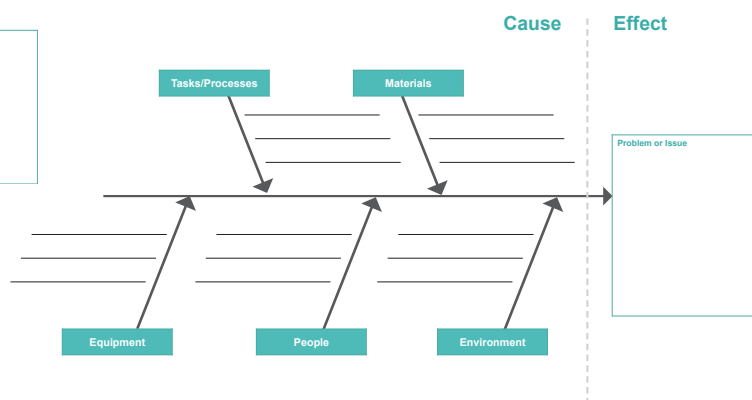 Cause
Effect
Tasks/Processes
Materials
Problem or Issue
Equipment
People
Environment